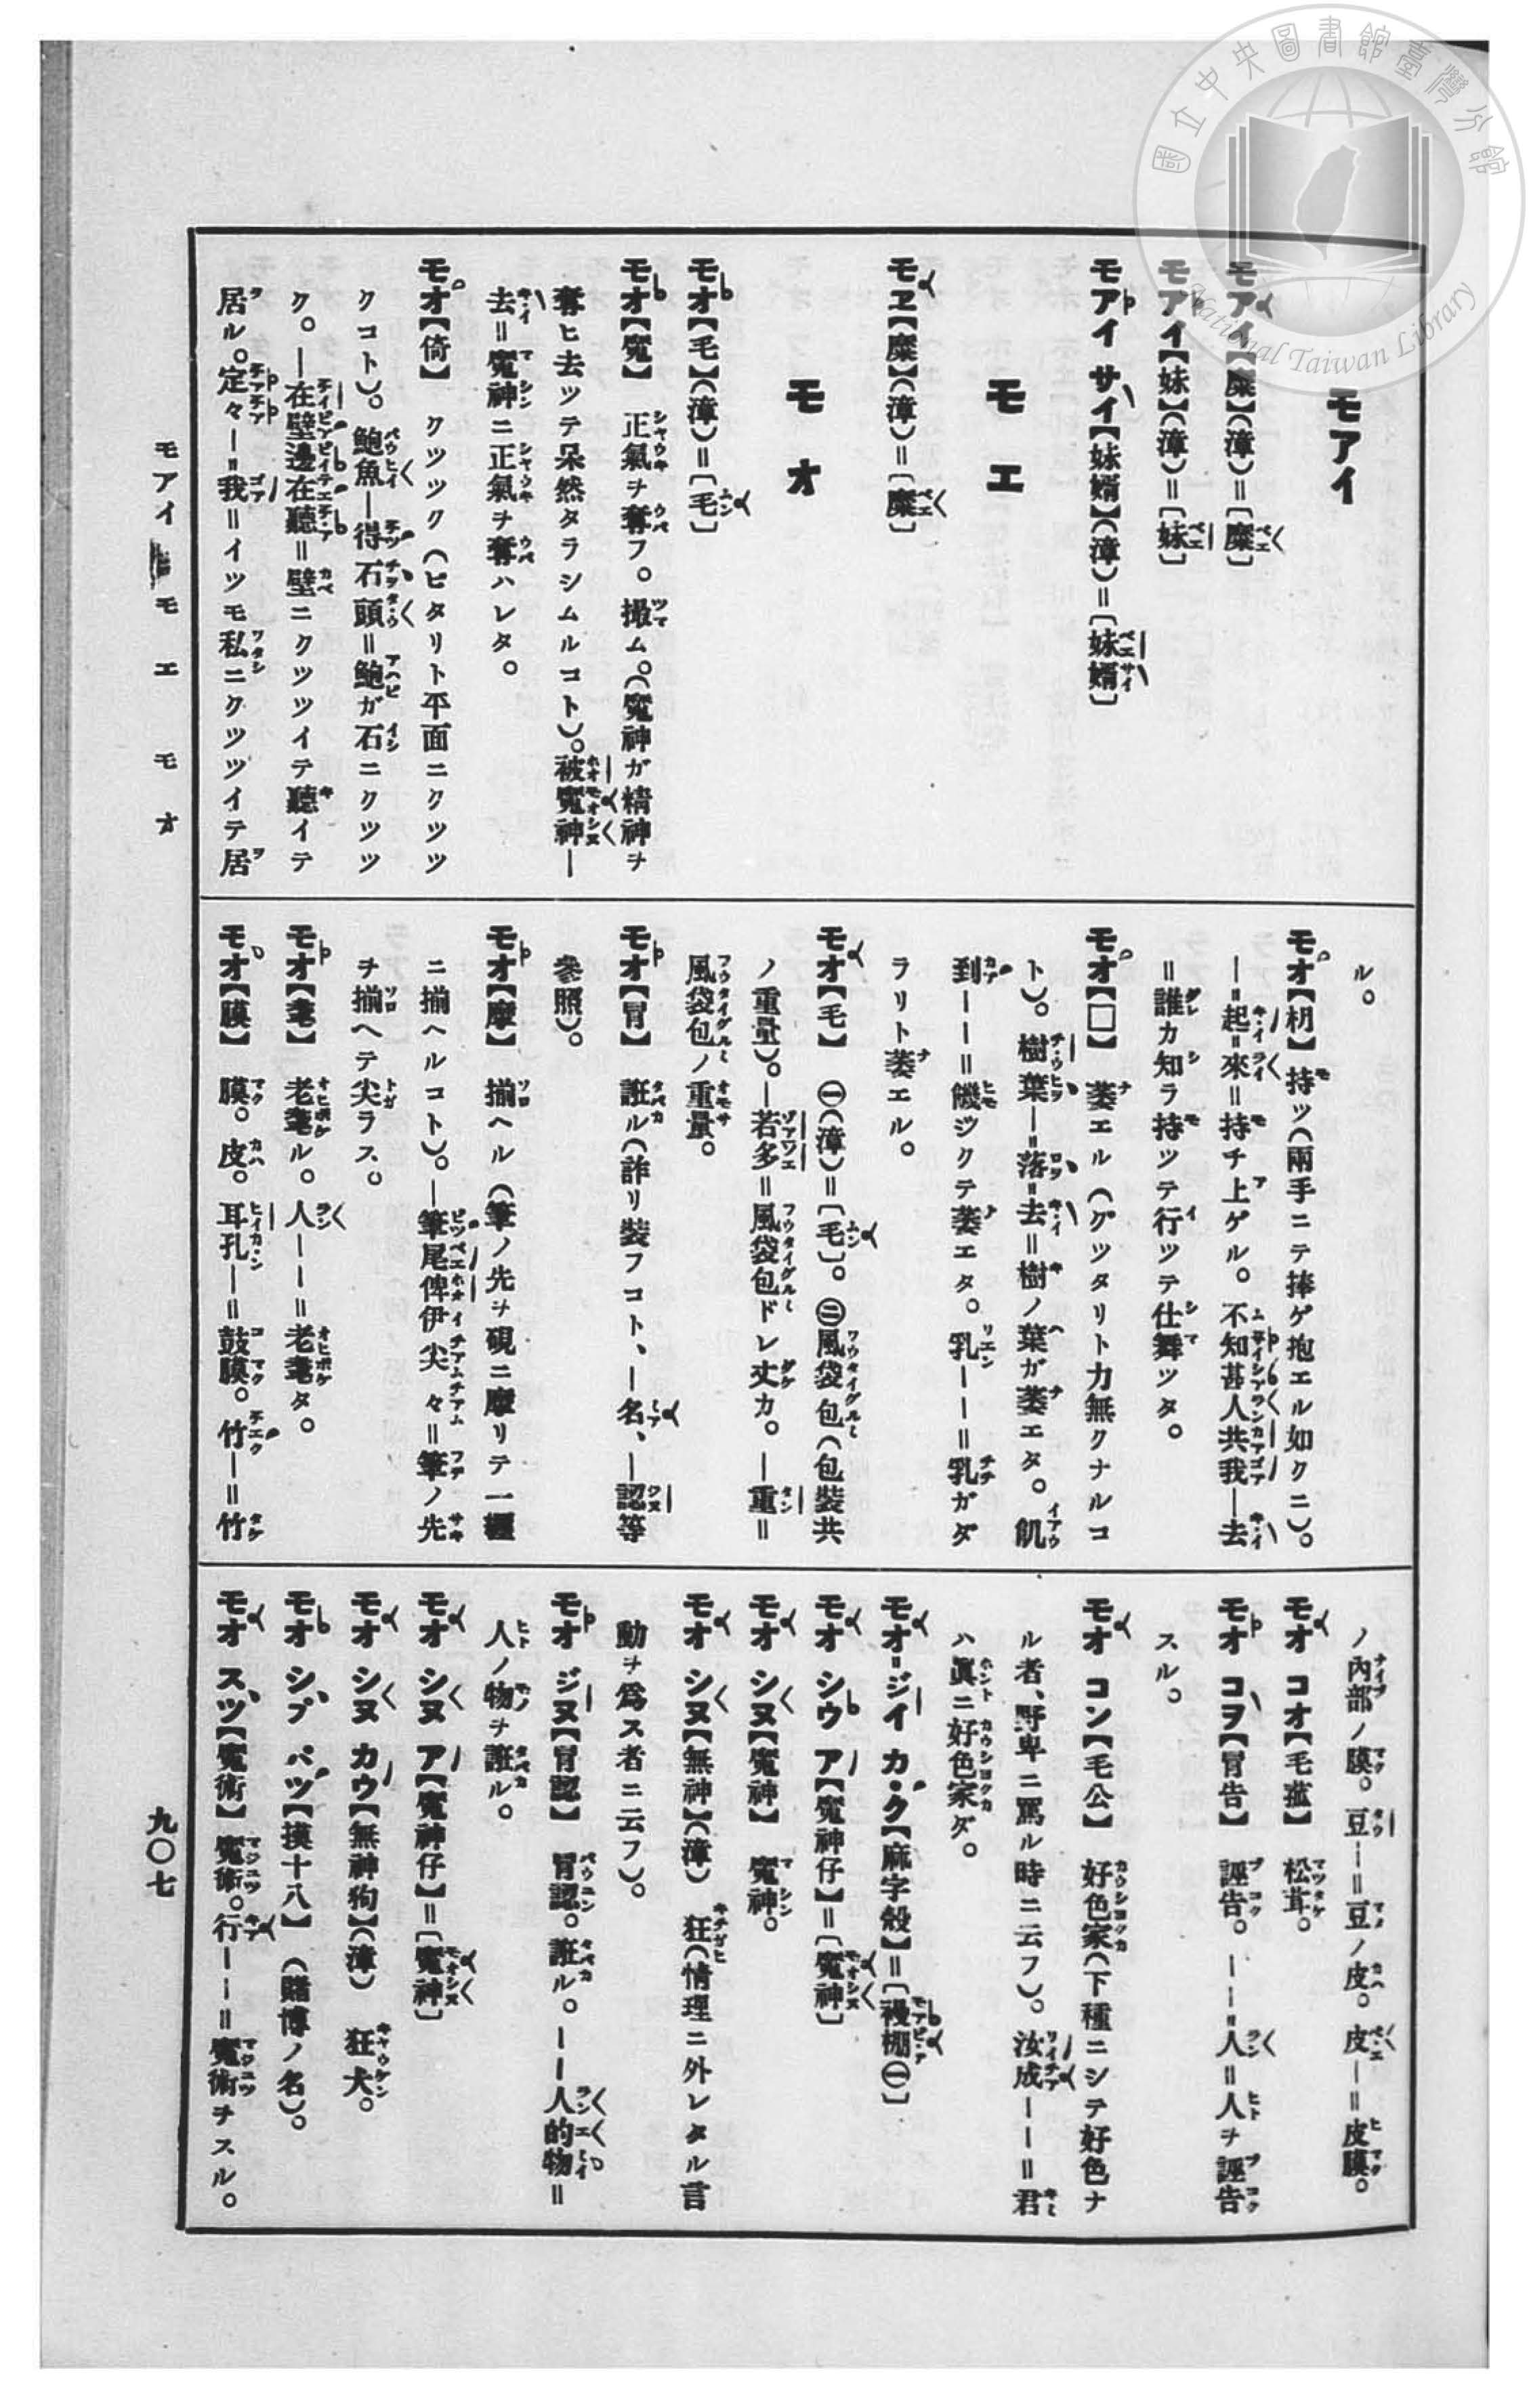 國立中央圖書館臺灣分館
National Taiwan Library
モアイ
モアイ【糜】(漳)=〔糜〕
モアイ【妹】(漳)=〔妹〕
モアイ サイ【妹婿】(漳)=〔妹婿〕
モエ
モヱ【糜】(漳)=〔糜〕
モオ
モオ【毛】(漳)=〔毛〕
モオ【魔】 正氣ヲ奪フ。撮ム。(魔神ガ精神ヲ
奪ヒ去ツテ呆然タラシムルコト)。被魔神—
去=魔神ニ正氣ヲ奪ハレタ。
モオ【倚】 クツツク(ピタリト平面ニクツツ
クコト)。鮑魚—得石頭=鮑ガ石ニクツツ
ク。—在壁邊在聽=壁ニクツツイテ聽イテ
居ル。定々—=我=イツモ私ニクツツイテ居
ル。
モオ【枂】持ツ(兩手ニテ捧ゲ抱エル如クニ)。
—=起=來=持チ上ゲル。不知甚人共我—去
=誰カ知ラ持ツテ行ツテ仕舞ツタ。
モオ【□】 萎エル(グツタリト力無クナルコ
ト)。樹葉—=落=去=樹ノ葉ガ萎エタ。飢
到——=饑ジクテ萎エタ。乳——=乳ガダ
ラリト萎エル。
モオ【毛】 ㊀(漳)=〔毛〕。㊁風袋包(包裝共
ノ重量)。—若多=風袋包ドレ丈カ。—重=
風袋包ノ重量。
モオ【冐】 誑ル(詐リ裝フコト、—名、—認等
參照)。
モオ【摩】 揃ヘル(筆ノ先ヲ硯ニ摩リテ一樣
ニ揃ヘルコト)。—筆尾俾伊尖々=筆ノ先
ヲ揃ヘテ尖ラス。
モオ【耄】 老耄ル。人——=老耄タ。
モオ【膜】 膜。皮。耳孔—=鼓膜。竹—=竹
ノ內部ノ膜。豆—=豆ノ皮。皮—=皮膜。
モオ コオ【毛菰】 松茸。
モオ コヲ【冐告】 誣告。——=人=人ヲ誣告
スル。
モオ コン【毛公】 好色家(下種ニシテ好色ナ
ル者、野卑ニ罵ル時ニ云フ)。汝成——=君
ハ眞ニ好色家ダ。
モオ=ジイ カ・ク【麻字殼】=〔襪棚㊀〕
モオ シウ ア【魔神仔】=〔魔神〕
モオ シヌ【魔神】 魔神。
モオ シヌ【無神】(漳) 狂(情理ニ外レタル言
動ヲ爲ス者ニ云フ)。
モオ ジヌ【冐認】 冐認。誑ル。——人的物=
人ノ物ヲ誑ル。
モオ シヌ ア【魔神仔】=〔魔神〕
モオ シヌ カウ【無神狗】(漳) 狂犬。
モオ シプ パツ【摸十八】(賭博ノ名)。
モオ スツ【魔術】魔術。行——=魔術ヲスル。
モアイ モエ モオ
九〇七